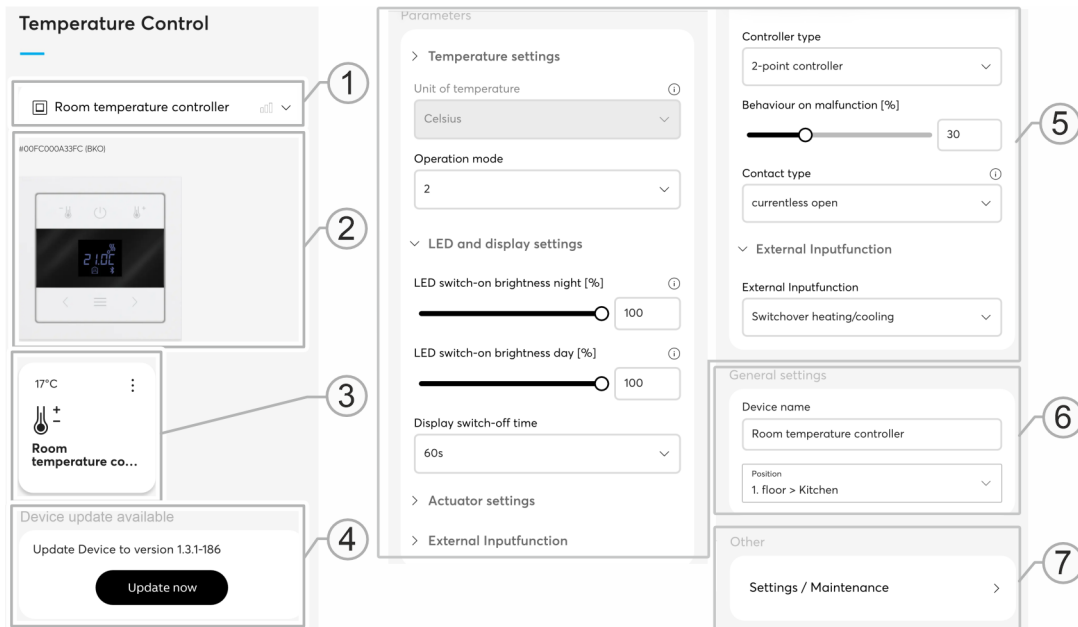 Temperature Control
Room temperature controller
1
#00FC000A33FC (BKO)
21.0°C
2
17°C
Room
temperature co...
3
Device update available
Update Device to version 1.3.1-186
Update now
4
Parameters
Temperature settings
Unit of temperature
Celsius
Operation mode
2
LED and display settings
LED switch-on brightness night [%]
100
LED switch-on brightness day [%]
100
Display switch-off time
60s
Actuator settings
External Inputfunction
Controller type
2-point controller
Behaviour on malfunction [%]
30
Contact type
currentless open
External Inputfunction
External Inputfunction
Switchover heating/cooling
5
General settings
Device name
Room temperature controller
Position
1. floor > Kitchen
6
Other
Settings / Maintenance
7